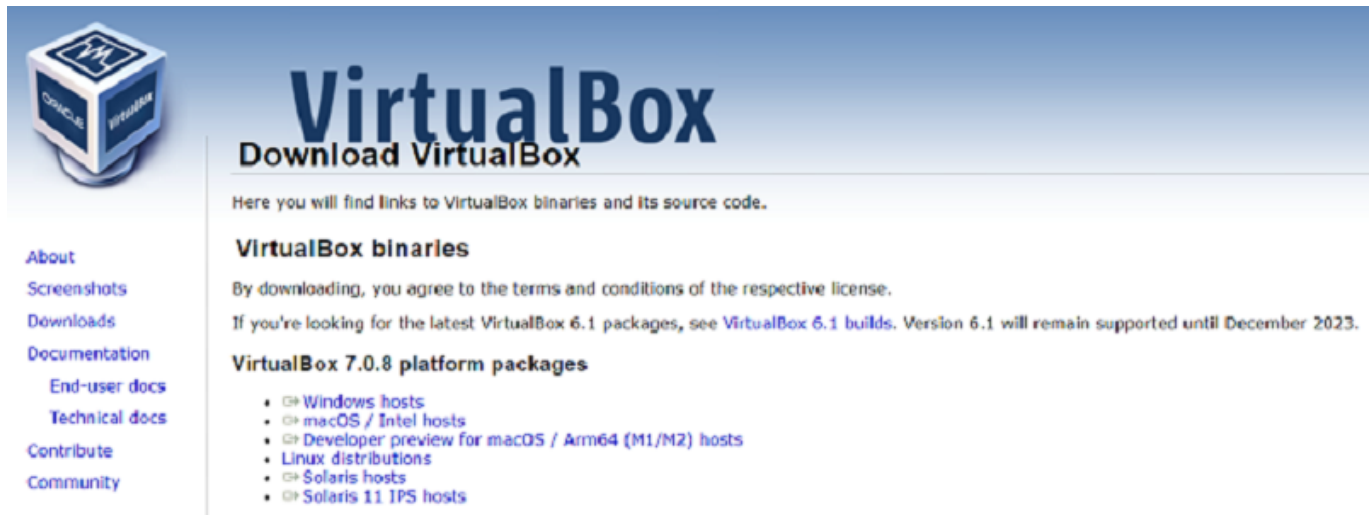 ORACLE
VirtualBox
VirtualBox
Download VirtualBox
Here you will find links to VirtualBox binaries and its source code.
VirtualBox binaries
By downloading, you agree to the terms and conditions of the respective license.
If you're looking for the latest VirtualBox 6.1 packages, see VirtualBox 6.1 builds. Version 6.1 will remain supported until December 2023.
VirtualBox 7.0.8 platform packages
Windows hosts
macOS / Intel hosts
Developer preview for macOS / Arm64 (M1/M2) hosts
Linux distributions
Solaris hosts
Solaris 11 IPS hosts
About
Screenshots
Downloads
Documentation
End-user docs
Technical docs
Contribute
Community